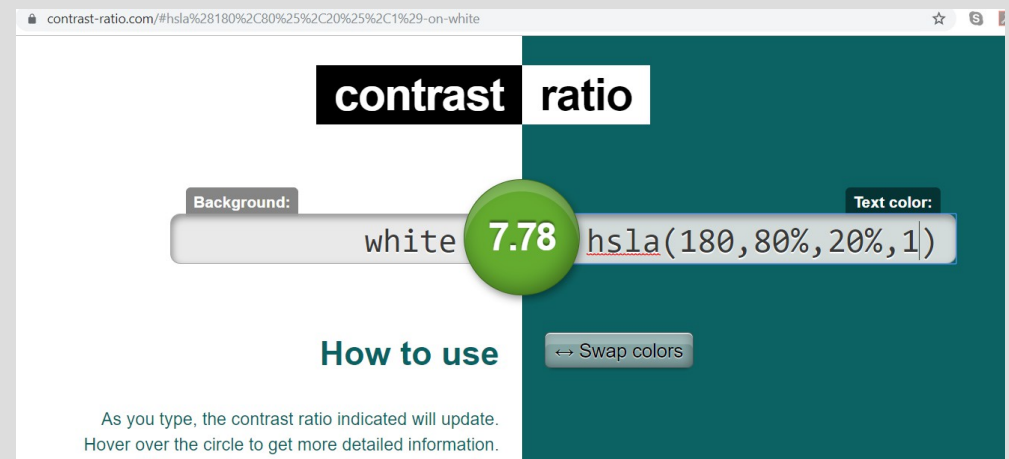 contrast-ratio.com/#hsla%28180%2C80%25%2C20%25%2C1%29-on-white
contrast ratio
Background:
Text color:
white 7.78 hsla(180,80%,20%,1)
How to use
↔ Swap colors
As you type, the contrast ratio indicated will update.
Hover over the circle to get more detailed information.